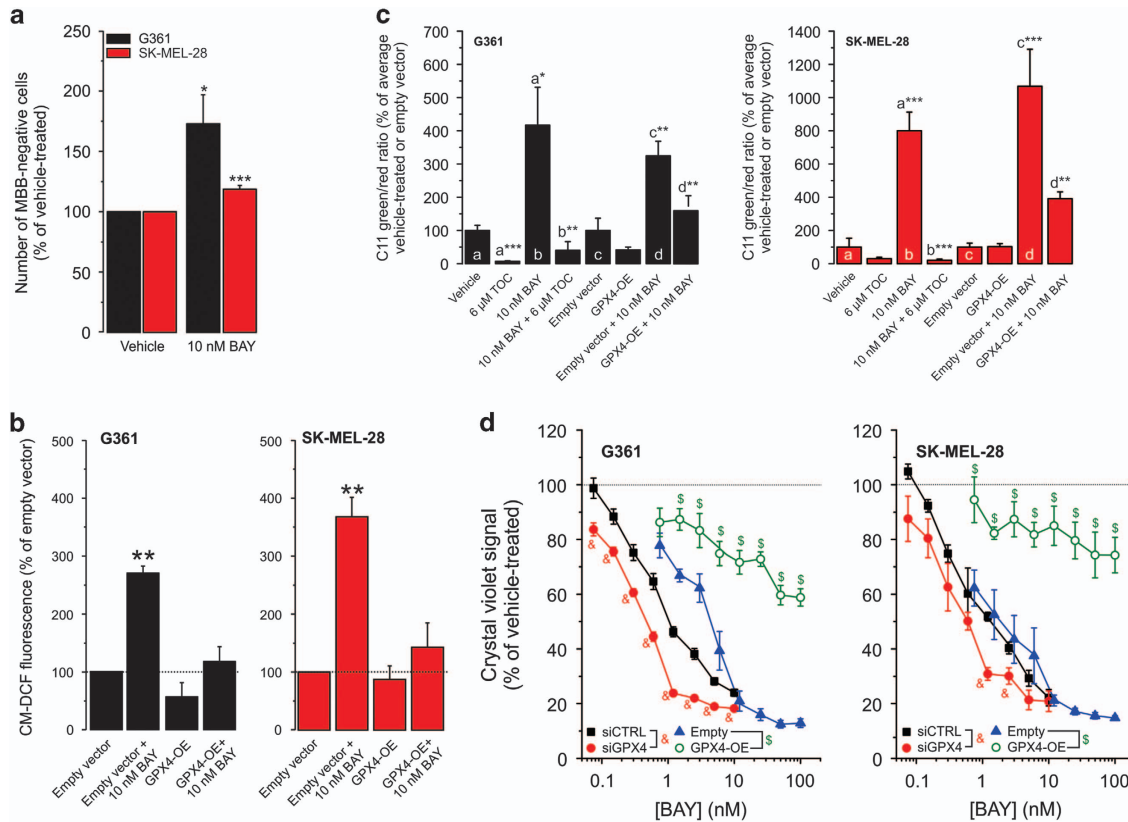 a
250
200
150
100
50
0
Number of MBB-negative cells
(% of vehicle-treated)
G361
SK-MEL-28
*
***
Vehicle
10 nM BAY
c
G361
700
600
500
400
300
200
100
0
C11 green/red ratio (% of average
vehicle-treated or empty vector)
a***
a*
b**
c**
d**
a
b
c
d
Vehicle
6 µM TOC
10 nM BAY
10 nM BAY + 6 µM TOC
Empty vector
GPX4-OE
Empty vector + 10 nM BAY
GPX4-OE + 10 nM BAY
SK-MEL-28
1400
1200
1000
800
600
400
200
0
C11 green/red ratio (% of average
vehicle-treated or empty vector)
a***
b***
c***
d**
a
b
c
d
Vehicle
6 µM TOC
10 nM BAY
10 nM BAY + 6 µM TOC
Empty vector
GPX4-OE
Empty vector + 10 nM BAY
GPX4-OE + 10 nM BAY
b
G361
500
400
300
200
100
0
CM-DCF fluorescence (% of empty vector)
**
Empty vector
Empty vector +
10 nM BAY
GPX4-OE
GPX4-OE+
10 nM BAY
SK-MEL-28
500
400
300
200
100
0
**
Empty vector
Empty vector +
10 nM BAY
GPX4-OE
GPX4-OE+
10 nM BAY
d
G361
120
100
80
60
40
20
0
Crystal violet signal
(% of vehicle-treated)
$ $ $ $ $ $ $
& & & & & & & &
siCTRL
siGPX4
&
Empty
GPX4-OE
$
0.1 1 10 100
[BAY] (nM)
SK-MEL-28
120
100
80
60
40
20
0
$ $ $ $ $ $ $ $
& &
siCTRL
siGPX4
&
Empty
GPX4-OE
$
0.1 1 10 100
[BAY] (nM)